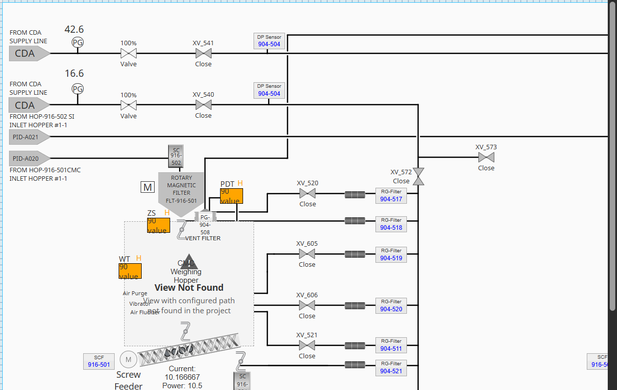 FROM CDA
SUPPLY LINE
CDA
42.6
PG
100%
Valve
XV_541
Close
DP Sensor
904-504
FROM CDA
SUPPLY LINE
CDA
16.6
PG
100%
Valve
XV_540
Close
DP Sensor
904-504
FROM HOP-916-502 SI
INLET HOPPER #1-1
PID-A021
PID-A020
FROM HOP-916-501CMC
INLET HOPPER #1-1
SC
916-
502
XV_573
Close
XV_572
Close
M
ROTARY
MAGNETIC
FILTER
FLT-916-501
PDT H
90
value
XV_520
Close
RG-Filter
904-517
ZS H
90
value
PG-
904-
508
VENT FILTER
RG-Filter
904-518
XV_605
Close
RG-Filter
904-519
WT H
90
value
Weighing
Hopper
View Not Found
View with configured path
not found in the project
Air Purge
XV_606
Close
RG-Filter
904-520
XV_521
Close
RG-Filter
904-511
RG-Filter
904-521
SCF
916-501
M
Screw
Feeder
Current:
10.166667
Power: 10.5
SC
916-
SCF